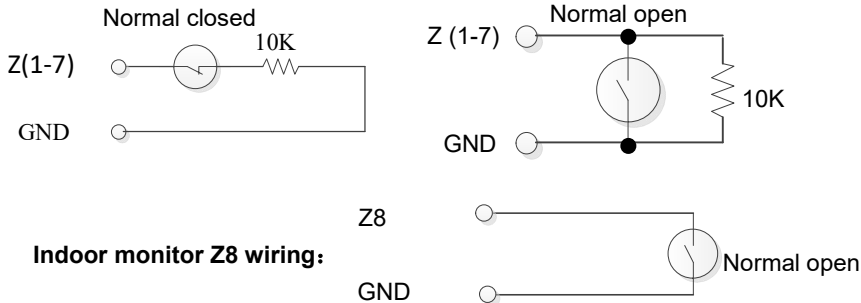 Normal closed
10K
Z(1-7)
GND
Normal open
Z (1-7)
10K
GND
Z8
Indoor monitor Z8 wiring：
Normal open
GND